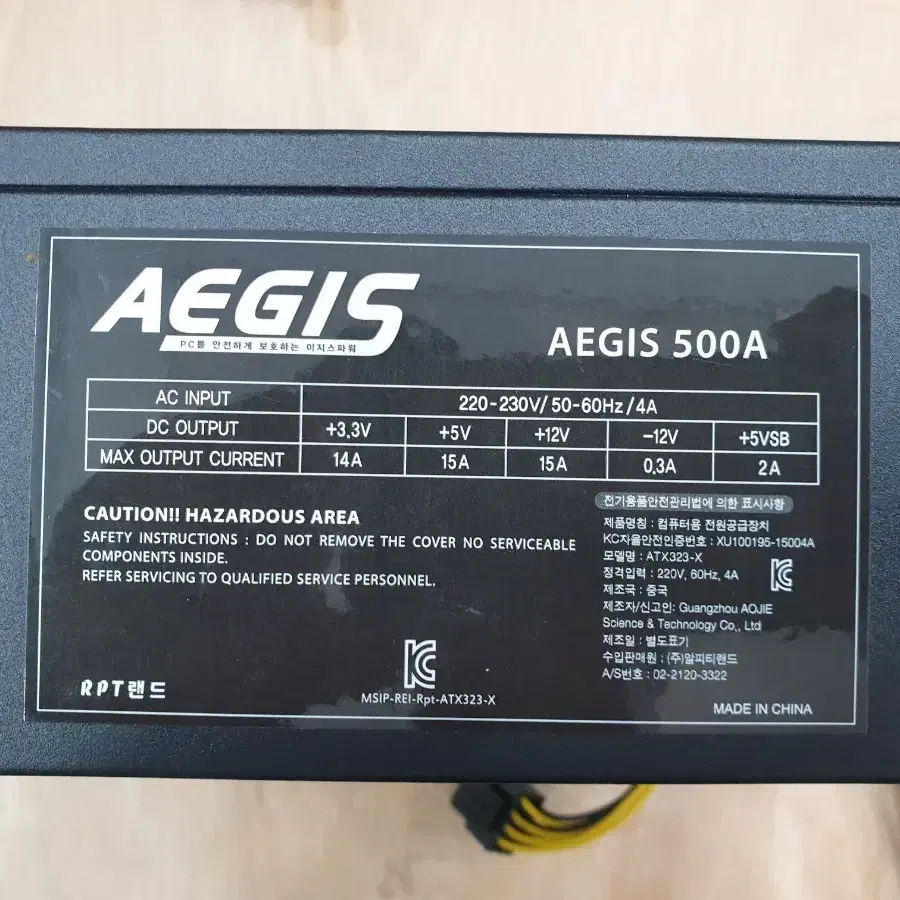 AEGIS
PC를 안전하게 보호하는 이지스파워
AEGIS 500A
AC INPUT 220-230V/ 50-60Hz /4A
DC OUTPUT +3.3V +5V +12V -12V +5VSB
MAX OUTPUT CURRENT 14A 15A 15A 0.3A 2A
CAUTION!! HAZARDOUS AREA
SAFETY INSTRUCTIONS : DO NOT REMOVE THE COVER NO SERVICEABLE
COMPONENTS INSIDE.
REFER SERVICING TO QUALIFIED SERVICE PERSONNEL.
전기용품안전관리법에 의한 표시사항
제품명칭 : 컴퓨터용 전원공급장치
KC자율안전인증번호 : XU100195-15004A
모델명 : ATX323-X
정격입력 : 220V, 60Hz, 4A
제조국 : 중국
제조자/신고인: Guangzhou AOJIE
Science & Technology Co., Ltd
제조일 : 별도표기
수입판매원 : (주)알피티랜드
A/S번호 : 02-2120-3322
KC
KC
MSIP-REI-Rpt-ATX323-X
RPT랜드
MADE IN CHINA